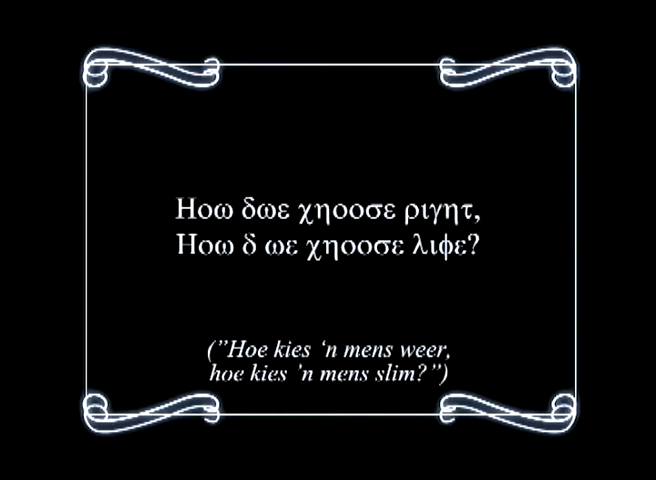 Ηοω δωε χηοοσε ριγητ,
Ηοω δ ωε χηοοσε λιφε?
(”Hoe kies ‘n mens weer,
hoe kies ’n mens slim?”)